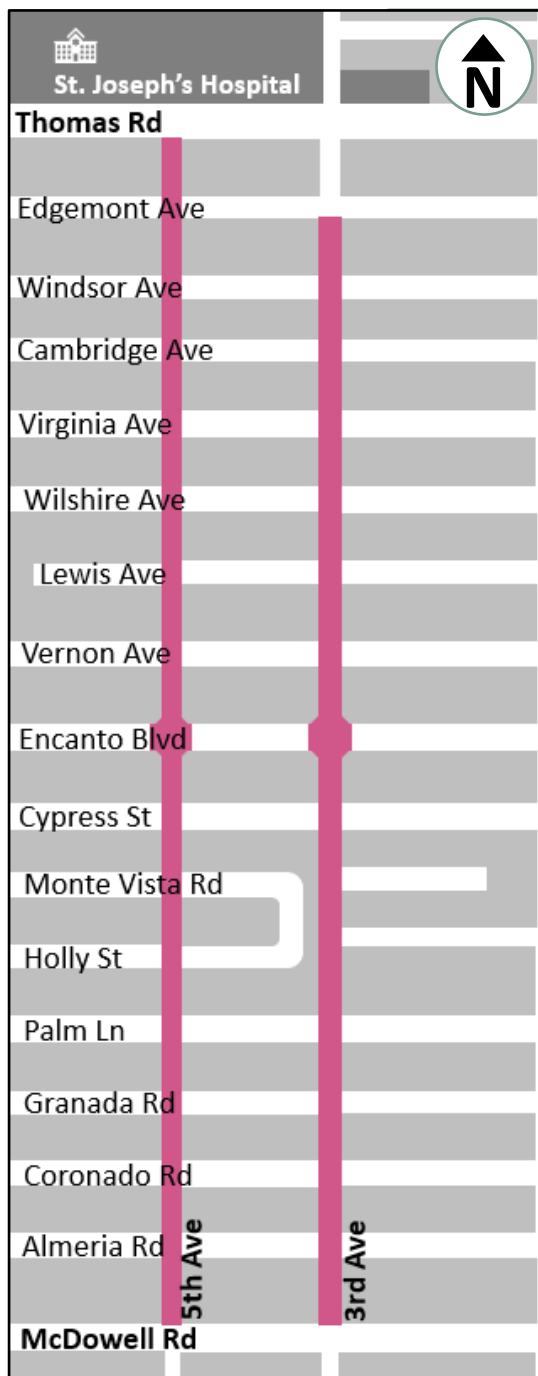 St. Joseph's Hospital
N
Thomas Rd
Edgemont Ave
Windsor Ave
Cambridge Ave
Virginia Ave
Wilshire Ave
Lewis Ave
Vernon Ave
Encanto Blvd
Cypress St
Monte Vista Rd
Holly St
Palm Ln
Granada Rd
Coronado Rd
Almeria Rd
5th Ave
3rd Ave
McDowell Rd